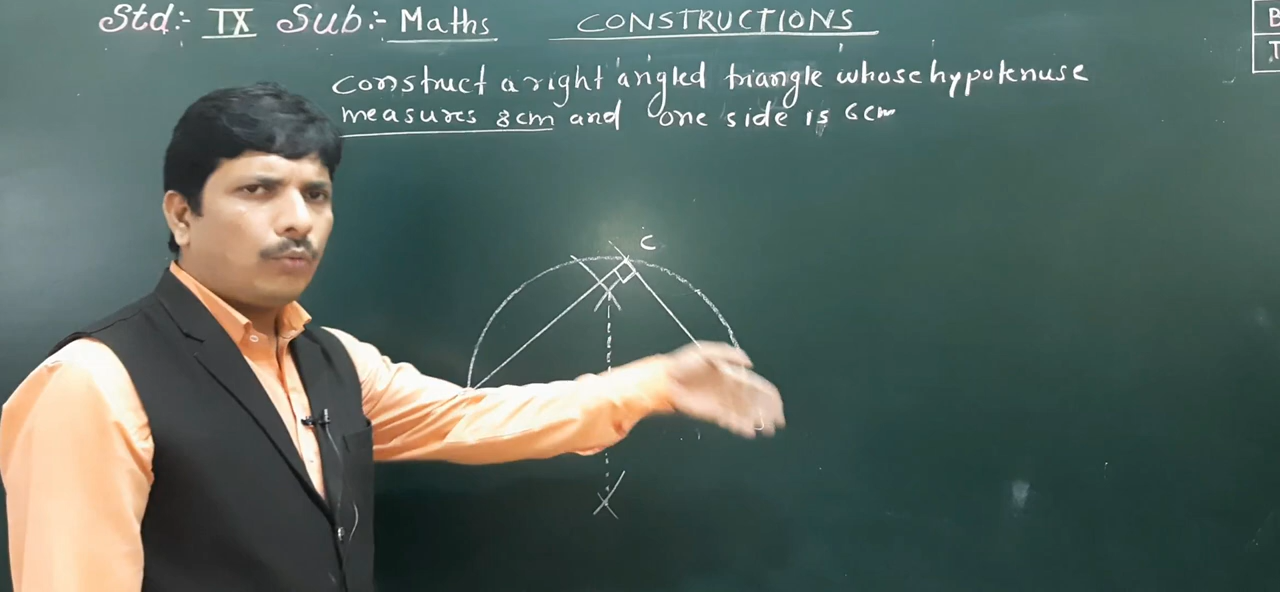 Std:- IX Sub:- Maths CONSTRUCTIONS
B
T
construct a right angled triangle whose hypotenuse
measures 8cm and one side is 6cm
C